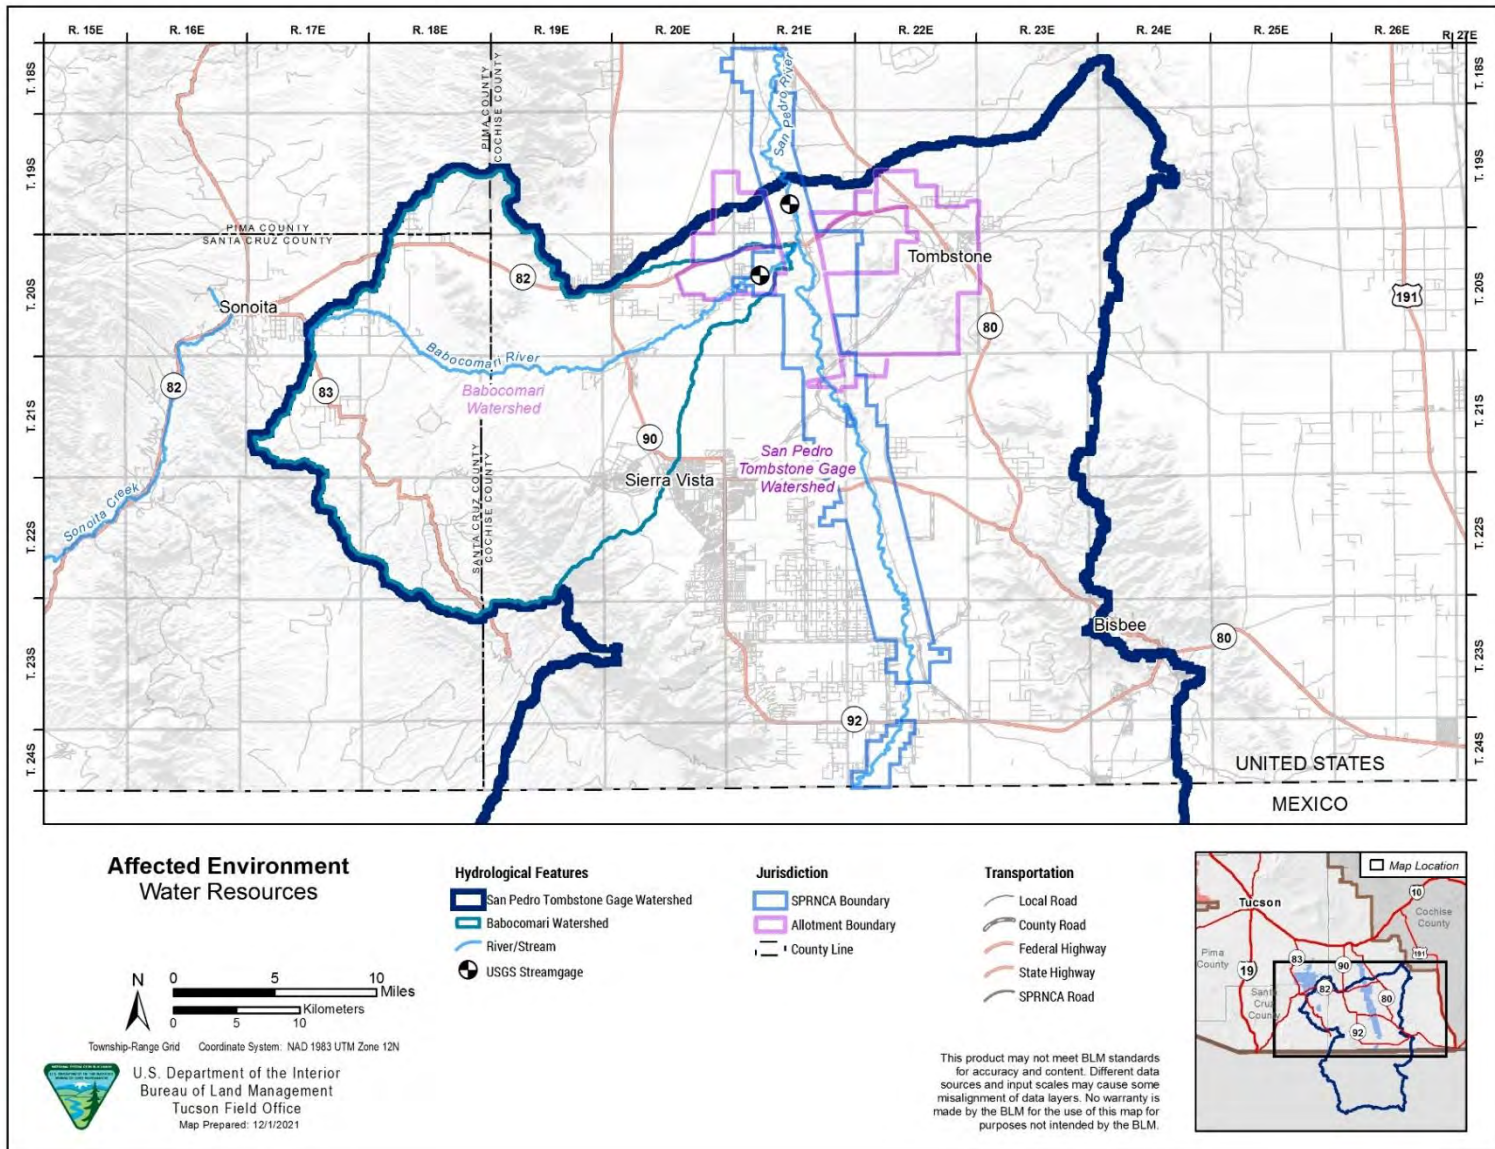 R. 15E R. 16E R. 17E R. 18E R. 19E R. 20E R. 21E R. 22E R. 23E R. 24E R. 25E R. 26E R. 27E
T. 18S
T. 18S
San Pedro River
PIMA COUNTY
COCHISE COUNTY
T. 19S
T. 19S
PIMA COUNTY
SANTA CRUZ COUNTY
Tombstone
82
T. 20S
T. 20S
191
Sonoita
80
Babocomari River
82
83
Babocomari
Watershed
T. 21S
T. 21S
90
San Pedro
Tombstone Gage
Watershed
Sierra Vista
SANTA CRUZ COUNTY
COCHISE COUNTY
Sonoita Creek
T. 22S
T. 22S
Bisbee
80
T. 23S
T. 23S
92
T. 24S
T. 24S
UNITED STATES
MEXICO
Affected Environment
Water Resources
N
0 5 10
Miles
Kilometers
0 5 10
Township-Range Grid Coordinate System: NAD 1983 UTM Zone 12N
U.S. Department of the Interior
Bureau of Land Management
Tucson Field Office
Map Prepared: 12/1/2021
Hydrological Features
San Pedro Tombstone Gage Watershed
Babocomari Watershed
River/Stream
USGS Streamgage
Jurisdiction
SPRNCA Boundary
Allotment Boundary
County Line
Transportation
Local Road
County Road
Federal Highway
State Highway
SPRNCA Road
This product may not meet BLM standards
for accuracy and content. Different data
sources and input scales may cause some
misalignment of data layers. No warranty is
made by the BLM for the use of this map for
purposes not intended by the BLM.
Map Location
10
Tucson
Cochise
County
Pima
County
83
90
191
19
82
Santa
Cruz
County
80
92